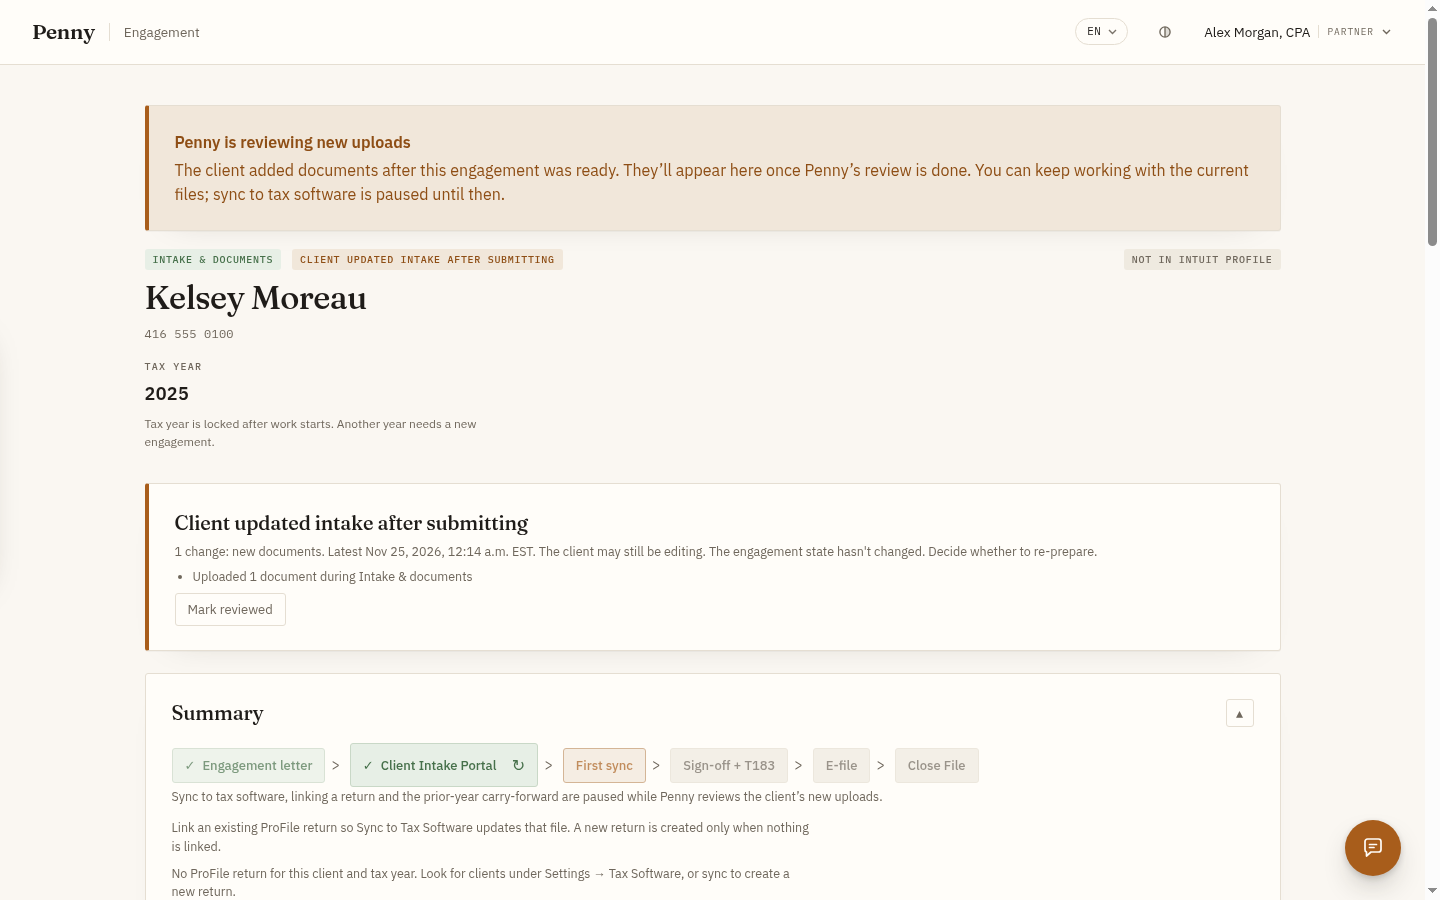 Penny
Engagement
EN
Alex Morgan, CPA
PARTNER
Penny is reviewing new uploads
The client added documents after this engagement was ready. They’ll appear here once Penny’s review is done. You can keep working with the current
files; sync to tax software is paused until then.
INTAKE & DOCUMENTS
CLIENT UPDATED INTAKE AFTER SUBMITTING
NOT IN INTUIT PROFILE
Kelsey Moreau
416 555 0100
TAX YEAR
2025
Tax year is locked after work starts. Another year needs a new
engagement.
Client updated intake after submitting
1 change: new documents. Latest Nov 25, 2026, 12:14 a.m. EST. The client may still be editing. The engagement state hasn't changed. Decide whether to re-prepare.
• Uploaded 1 document during Intake & documents
Mark reviewed
Summary
✓ Engagement letter > ✓ Client Intake Portal ↻ > First sync > Sign-off + T183 > E-file > Close File
Sync to tax software, linking a return and the prior-year carry-forward are paused while Penny reviews the client’s new uploads.
Link an existing ProFile return so Sync to Tax Software updates that file. A new return is created only when nothing
is linked.
No ProFile return for this client and tax year. Look for clients under Settings → Tax Software, or sync to create a
new return.